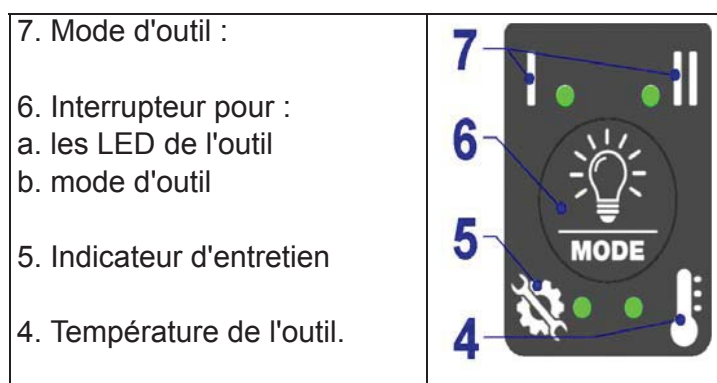 7. Mode d'outil :
6. Interrupteur pour :
a. les LED de l'outil
b. mode d'outil
5. Indicateur d'entretien
4. Température de l'outil.
7
I
II
6
MODE
5
4